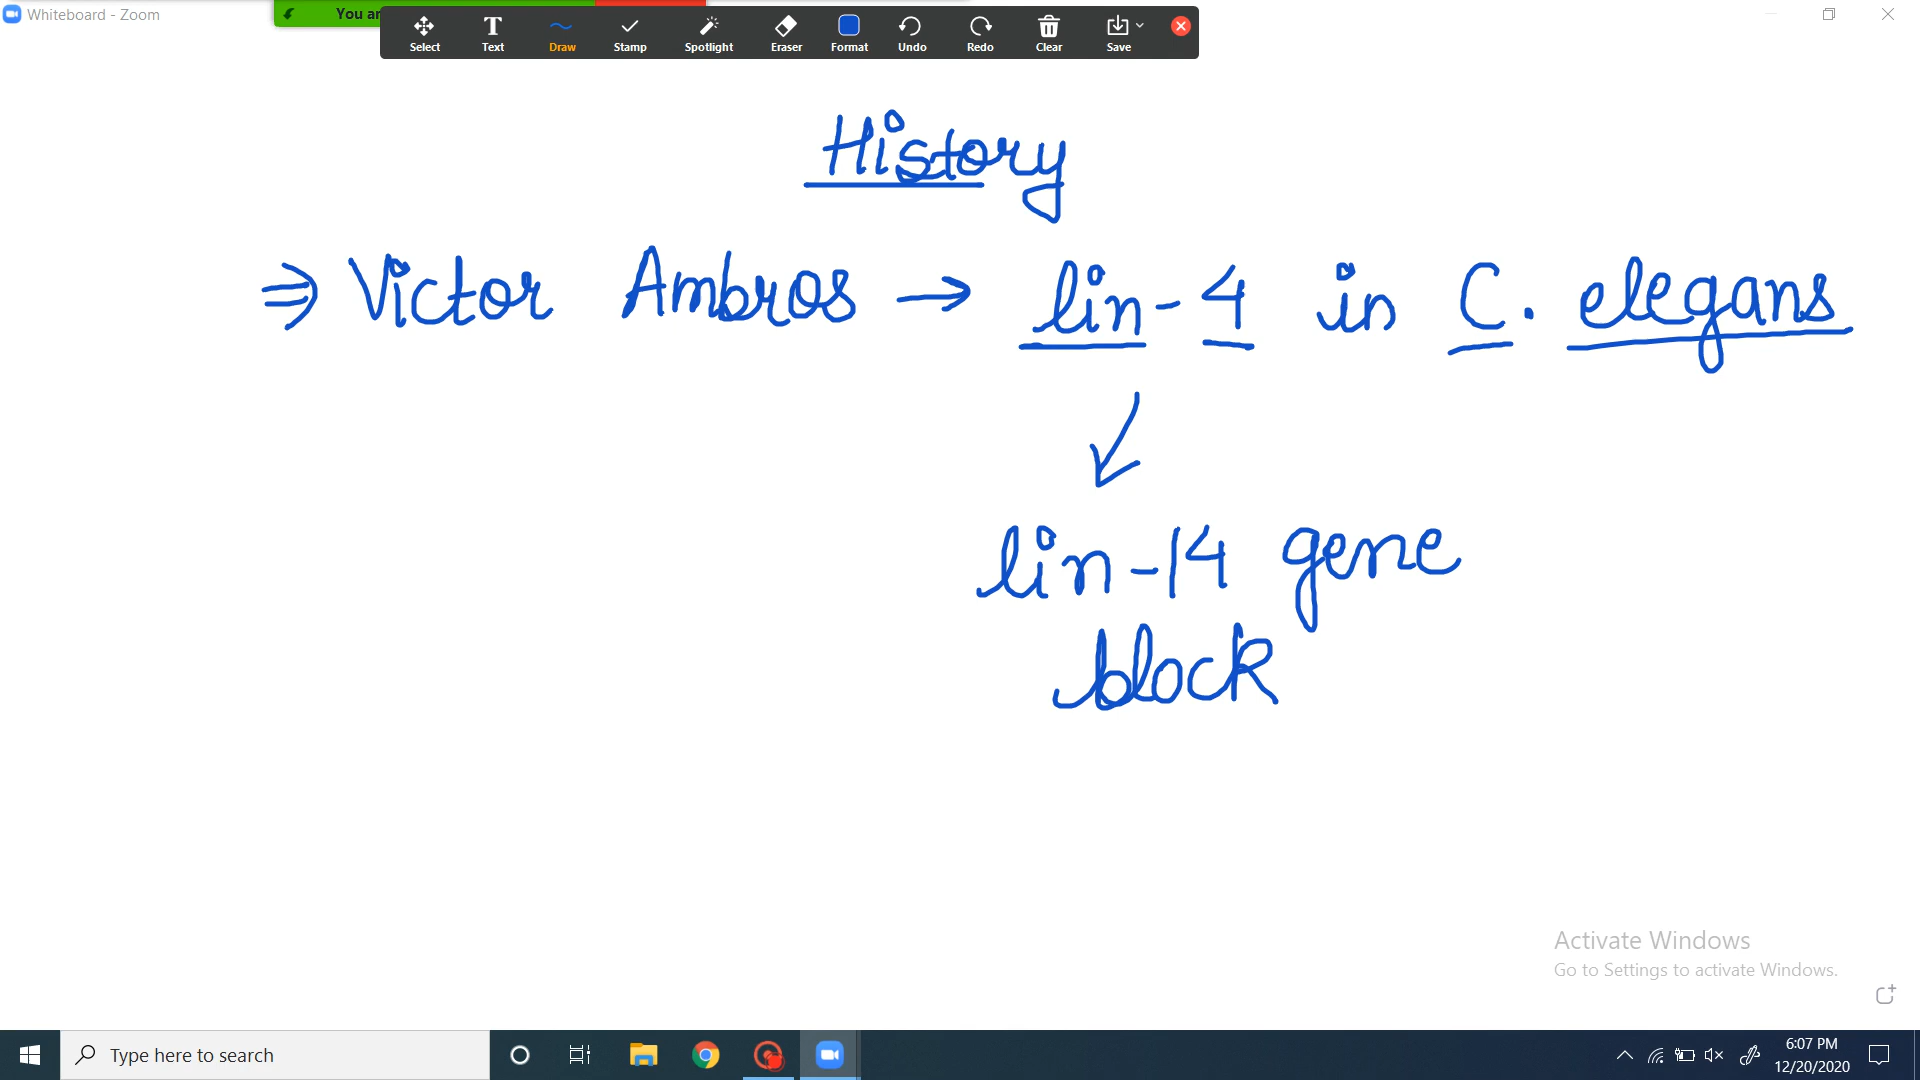 Whiteboard - Zoom
You ar
Select Text Draw Stamp Spotlight Eraser Format Undo Redo Clear Save
History
⇒ Victor Ambros → lin-4 in C. elegans
lin-14 gene
block
Activate Windows
Go to Settings to activate Windows.
Type here to search
6:07 PM
12/20/2020